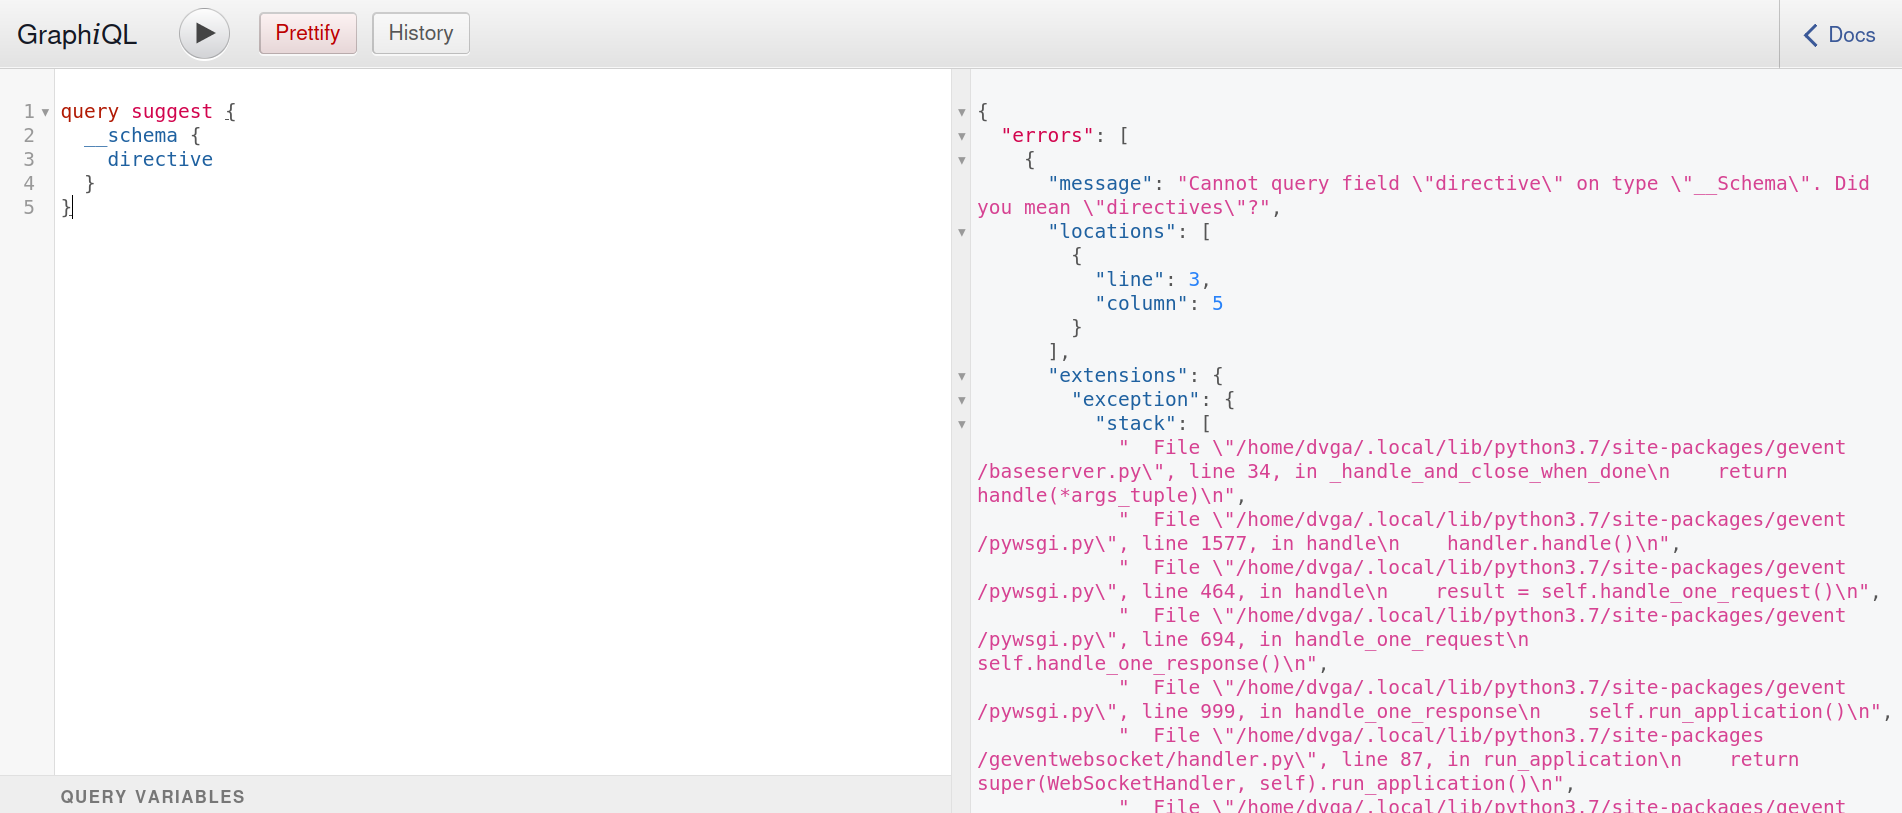 GraphiQL Prettify History Docs
1 query suggest {
2 __schema {
3 directive
4 }
5 }
QUERY VARIABLES
{
"errors": [
{
"message": "Cannot query field \"directive\" on type \"__Schema\". Did
you mean \"directives\"?",
"locations": [
{
"line": 3,
"column": 5
}
],
"extensions": {
"exception": {
"stack": [
"  File \"/home/dvga/.local/lib/python3.7/site-packages/gevent
/baseserver.py\", line 34, in _handle_and_close_when_done\n    return
handle(*args_tuple)\n",
"  File \"/home/dvga/.local/lib/python3.7/site-packages/gevent
/pywsgi.py\", line 1577, in handle\n    handler.handle()\n",
"  File \"/home/dvga/.local/lib/python3.7/site-packages/gevent
/pywsgi.py\", line 464, in handle\n    result = self.handle_one_request()\n",
"  File \"/home/dvga/.local/lib/python3.7/site-packages/gevent
/pywsgi.py\", line 694, in handle_one_request\n
self.handle_one_response()\n",
"  File \"/home/dvga/.local/lib/python3.7/site-packages/gevent
/pywsgi.py\", line 999, in handle_one_response\n    self.run_application()\n",
"  File \"/home/dvga/.local/lib/python3.7/site-packages
/geventwebsocket/handler.py\", line 87, in run_application\n    return
super(WebSocketHandler, self).run_application()\n",
"  File \"/home/dvga/.local/lib/python3.7/site-packages/gevent